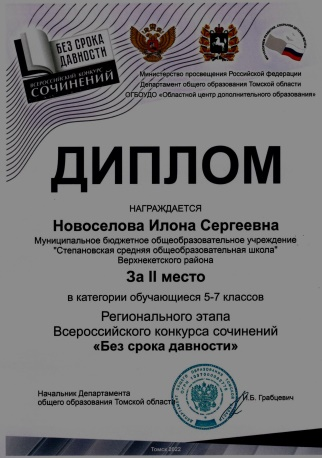 БЕЗ СРОКА
ДАВНОСТИ
ВСЕРОССИЙСКИЙ КОНКУРС
СОЧИНЕНИЙ
Министерство просвещения Российской федерации
Департамент общего образования Томской области
ОГБОУДО «Областной центр дополнительного образования»
ДИПЛОМ
НАГРАЖДАЕТСЯ
Новоселова Илона Сергеевна
Муниципальное бюджетное общеобразовательное учреждение
"Степановская средняя общеобразовательная школа"
Верхнекетского района
За II место
в категории обучающиеся 5-7 классов
Регионального этапа
Всероссийского конкурса сочинений
«Без срока давности»
Начальник Департамента
общего образования Томской области
И.Б. Грабцевич
Томск 2022